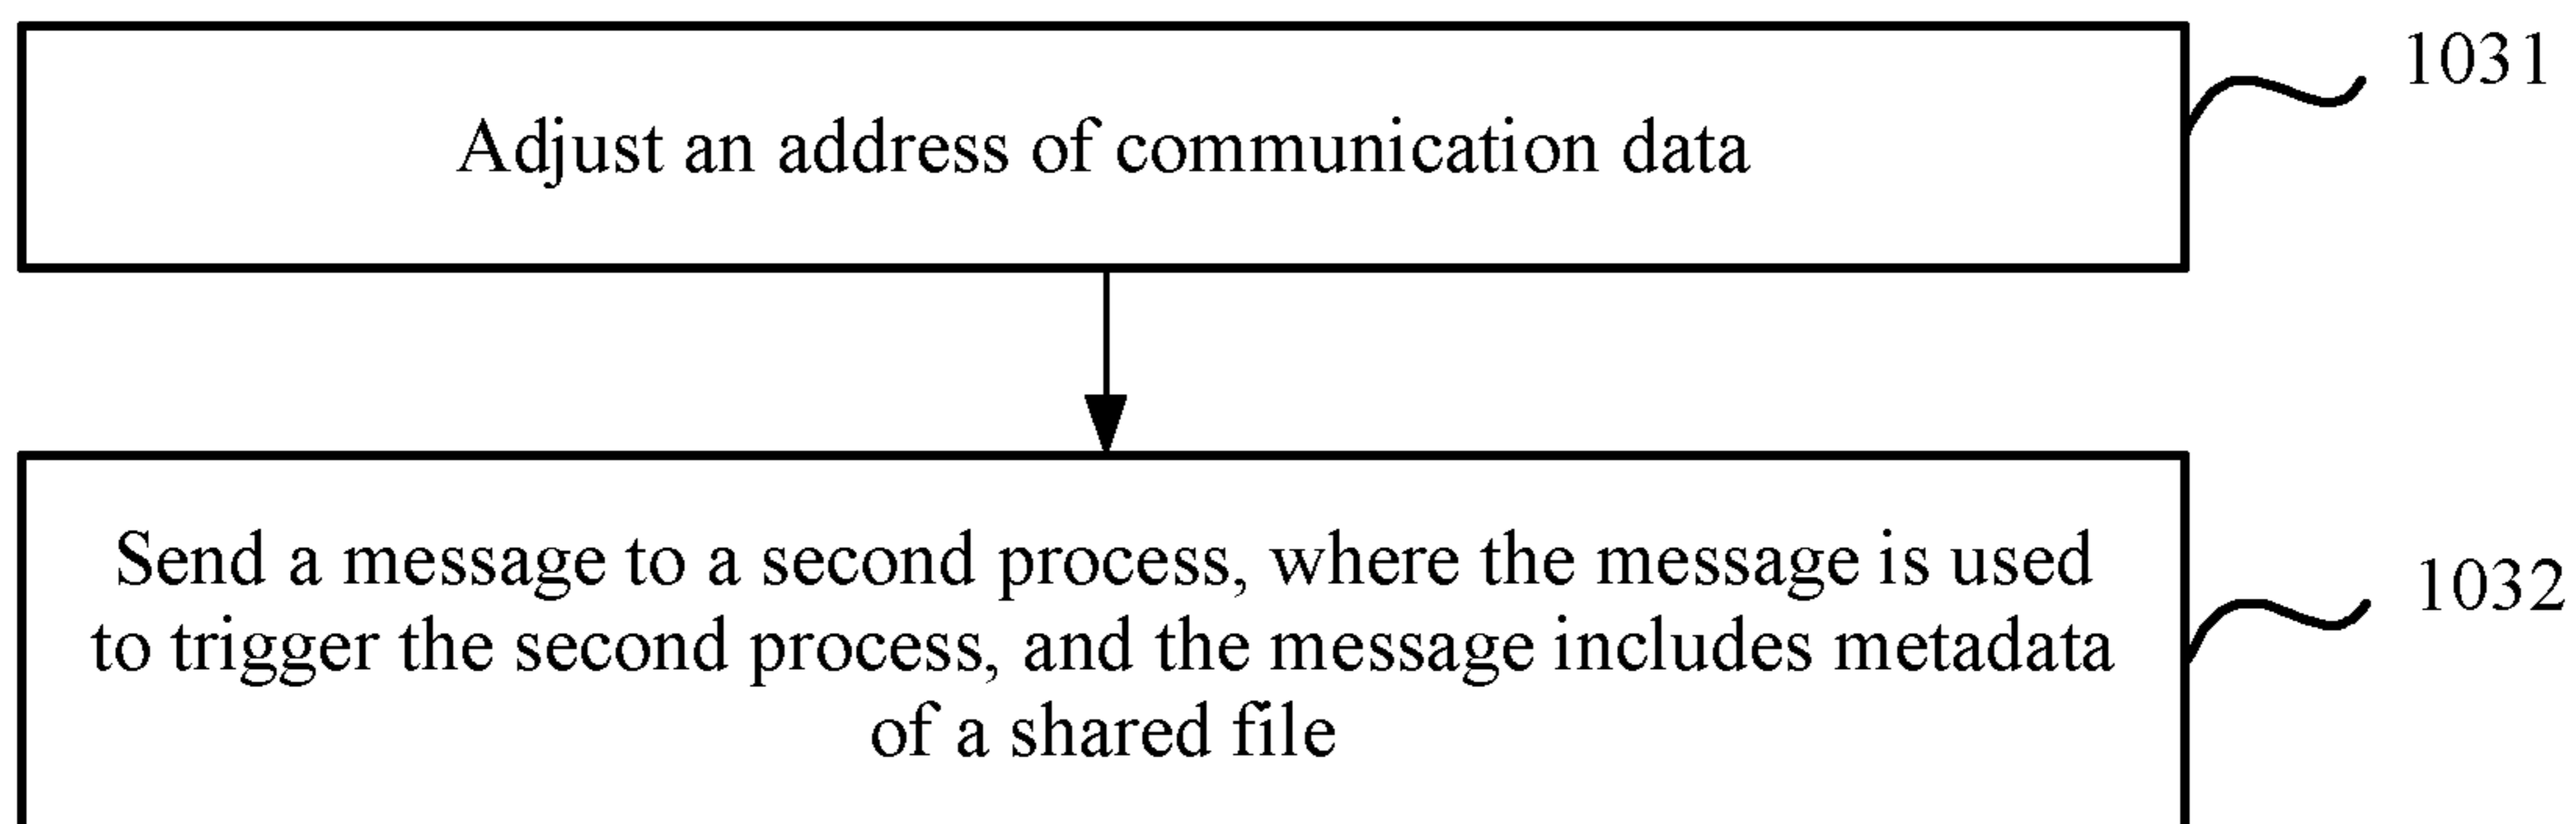 1031
Adjust an address of communication data
Send a message to a second process, where the message is used
to trigger the second process, and the message includes metadata
of a shared file
1032